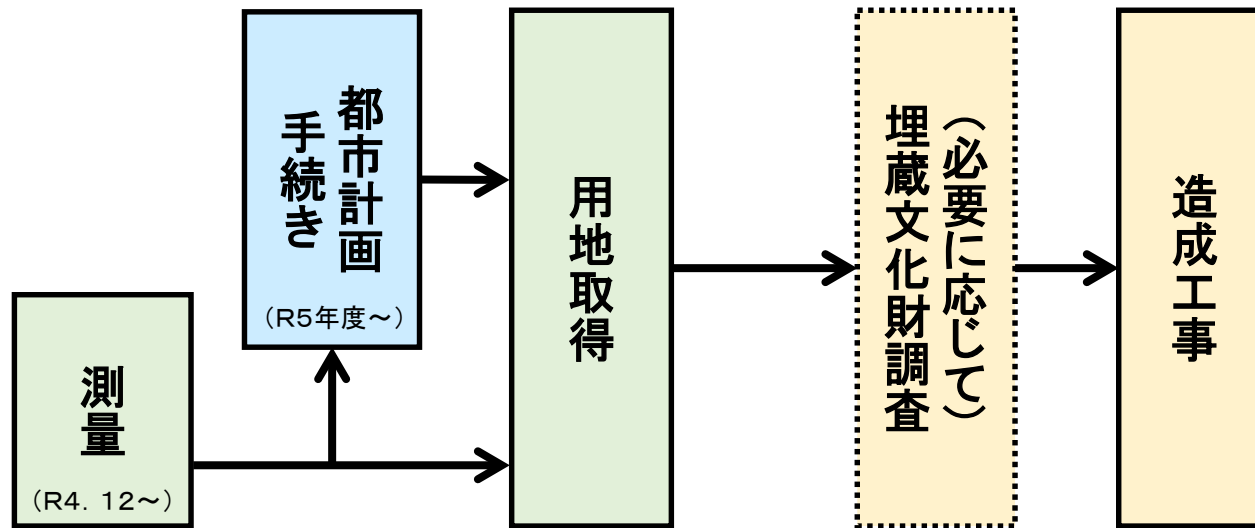 測量
（R4．12～）
都市計画
手続き
（R5年度～）
用地取得
（必要に応じて）
埋蔵文化財調査
造成工事